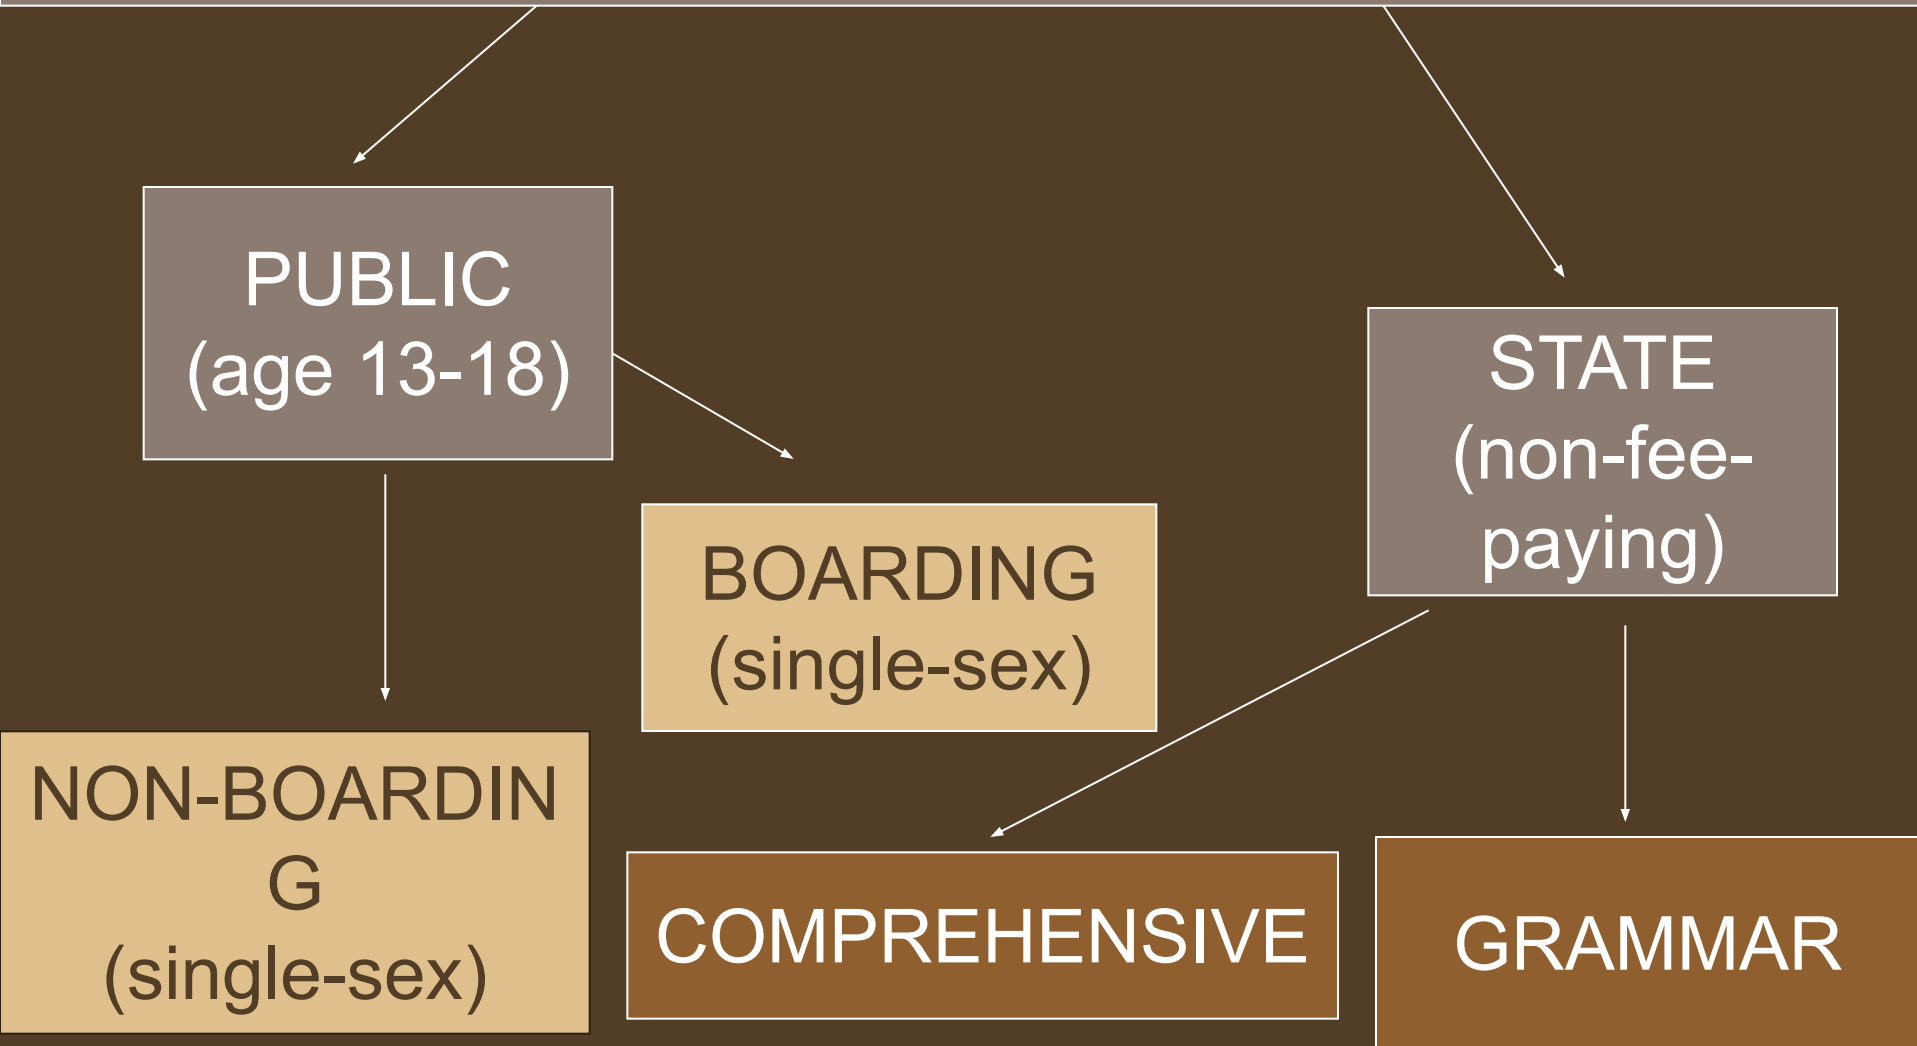 PUBLIC
(age 13-18)
STATE
(non-fee-
paying)
BOARDING
(single-sex)
NON-BOARDIN
G
(single-sex)
COMPREHENSIVE
GRAMMAR